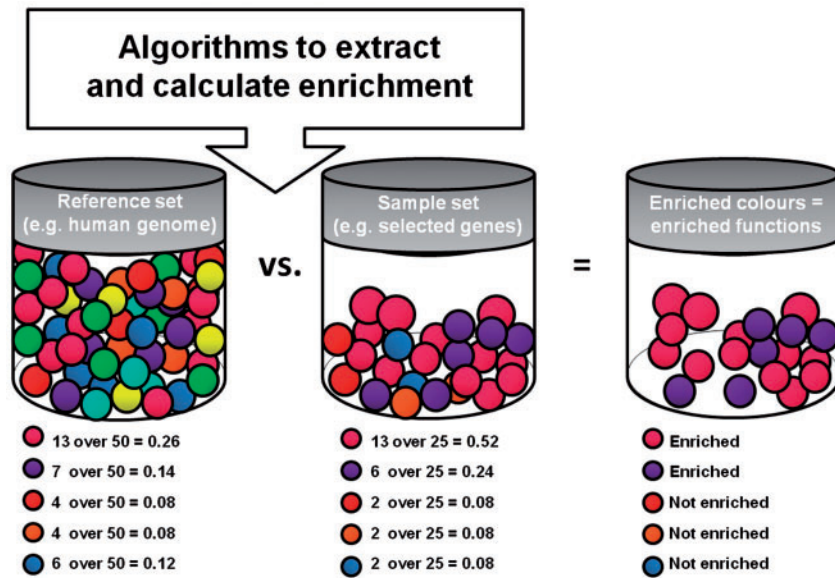 Algorithms to extract
and calculate enrichment
Reference set
(e.g. human genome)
vs.
Sample set
(e.g. selected genes)
=
Enriched colours =
enriched functions
13 over 50 = 0.26
7 over 50 = 0.14
4 over 50 = 0.08
4 over 50 = 0.08
6 over 50 = 0.12
13 over 25 = 0.52
6 over 25 = 0.24
2 over 25 = 0.08
2 over 25 = 0.08
2 over 25 = 0.08
Enriched
Enriched
Not enriched
Not enriched
Not enriched